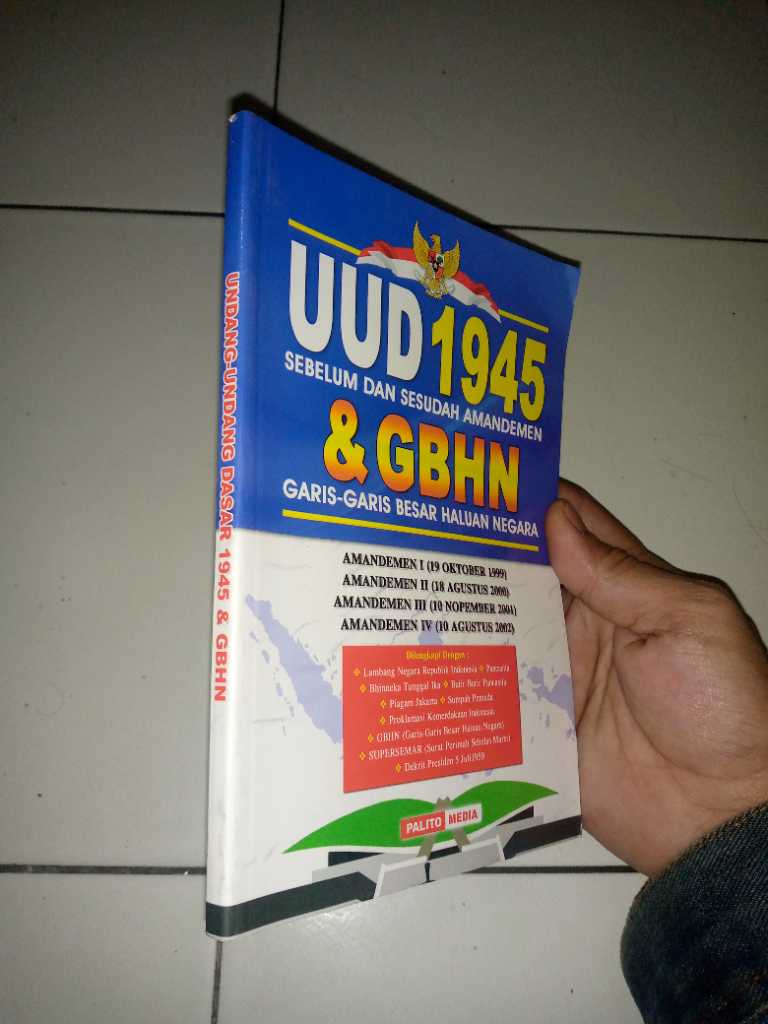 UNDANG-UNDANG DASAR 1945 & GBHN
UUD 1945
SEBELUM DAN SESUDAH AMANDEMEN
& GBHN
GARIS-GARIS BESAR HALUAN NEGARA
AMANDEMEN I (19 OKTOBER 1999)
AMANDEMEN II (18 AGUSTUS 2000)
AMANDEMEN III (10 NOPEMBER 2001)
AMANDEMEN IV (10 AGUSTUS 2002)
Dilengkapi Dengan :
❖ Lambang Negara Republik Indonesia ❖ Pancasila
❖ Bhinneka Tunggal Ika ❖ Butir Butir Pancasila
❖ Piagam Jakarta ❖ Sumpah Pemuda
❖ Proklamasi Kemerdekaan Indonesia
❖ GBHN (Garis-Garis Besar Haluan Negara)
❖ SUPERSEMAR (Surat Perintah Sebelas Maret)
❖ Dekrit Presiden 5 Juli 1959
PALITO MEDIA